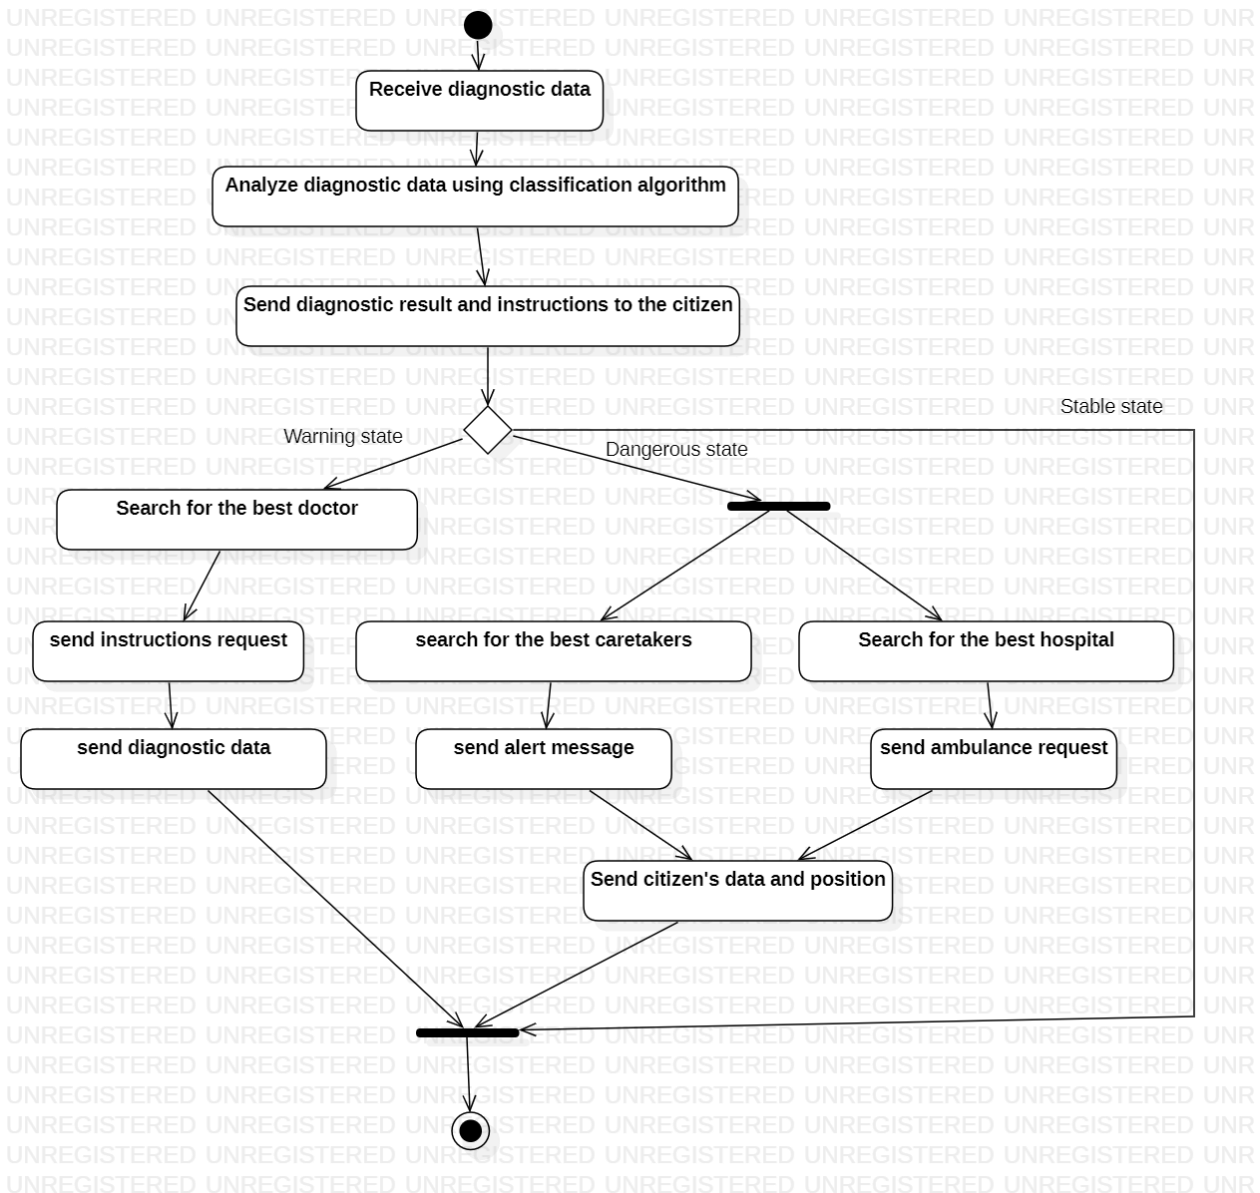 Receive diagnostic data
Analyze diagnostic data using classification algorithm
Send diagnostic result and instructions to the citizen
Stable state
Warning state
Dangerous state
Search for the best doctor
send instructions request
search for the best caretakers
Search for the best hospital
send diagnostic data
send alert message
send ambulance request
Send citizen's data and position
UNREGISTERED